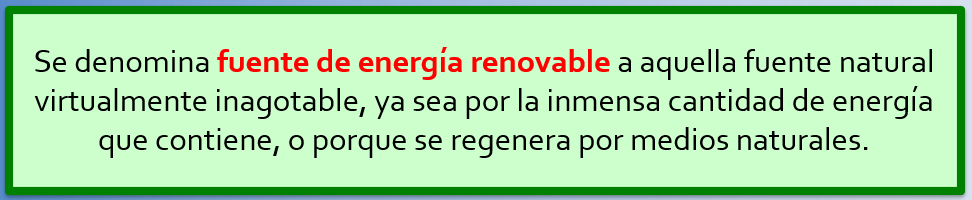 Se denomina fuente de energía renovable a aquella fuente natural
virtualmente inagotable, ya sea por la inmensa cantidad de energía
que contiene, o porque se regenera por medios naturales.